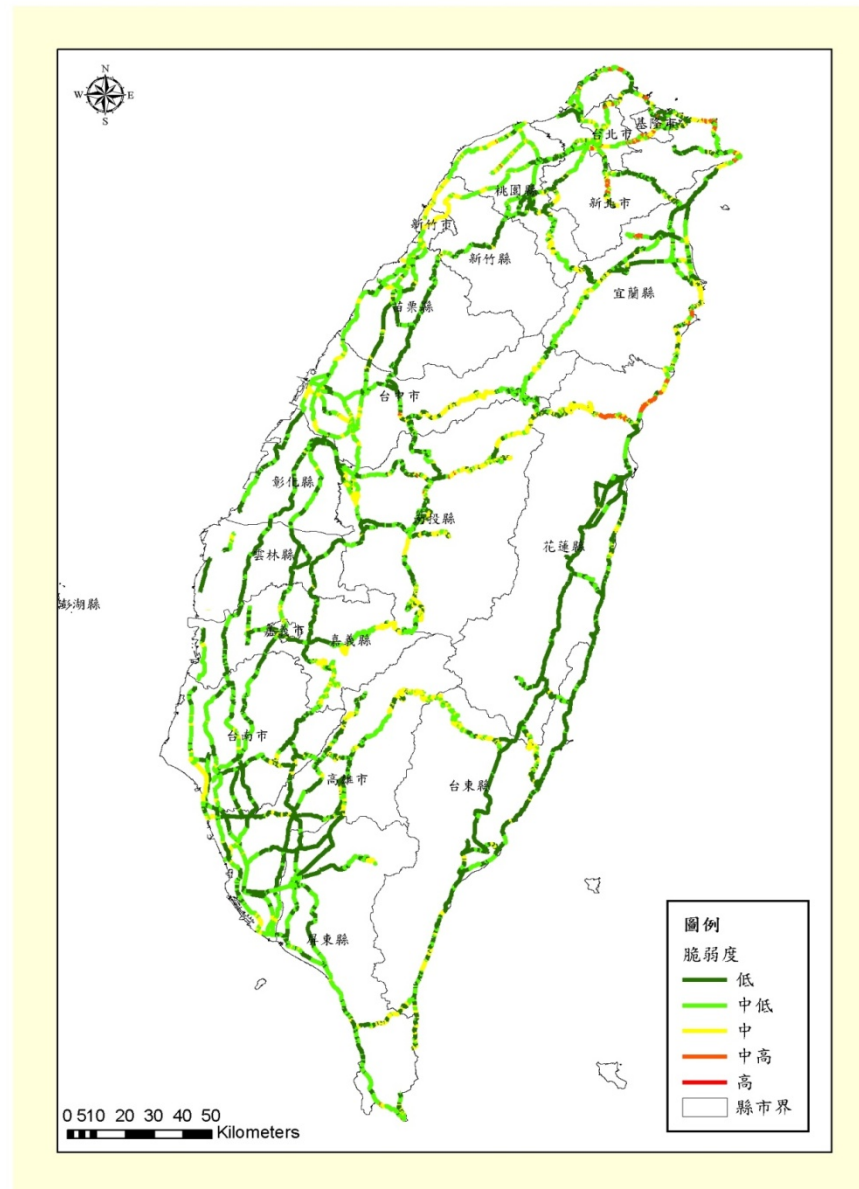 N
W E
S
基隆市
台北市
桃園縣
新北市
新竹市
新竹縣
宜蘭縣
苗栗縣
台中市
彰化縣
南投縣
花蓮縣
雲林縣
澎湖縣
嘉義市
嘉義縣
台南市
高雄市
台東縣
屏東縣
圖例
脆弱度
低
中低
中
中高
高
縣市界
0 510 20 30 40 50
Kilometers